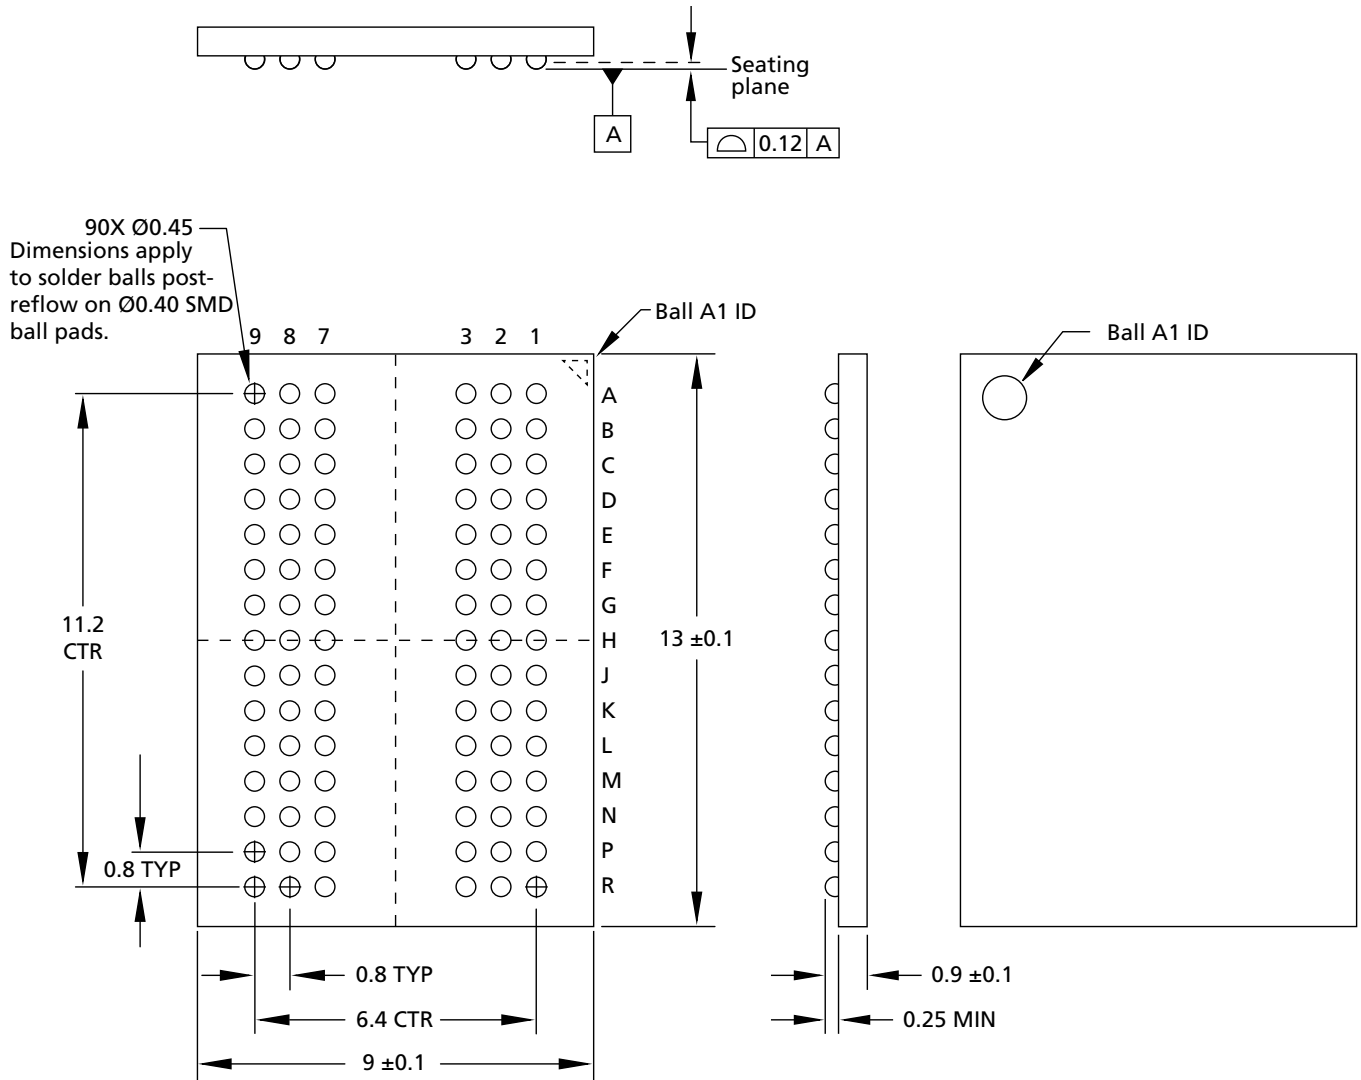 Seating
plane
A
0.12 A
90X Ø0.45
Dimensions apply
to solder balls post-
reflow on Ø0.40 SMD
ball pads.
Ball A1 ID
Ball A1 ID
9 8 7 3 2 1
A
B
C
D
E
F
G
H
J
K
L
M
N
P
R
11.2
CTR
13 ±0.1
0.8 TYP
0.8 TYP
0.9 ±0.1
6.4 CTR
0.25 MIN
9 ±0.1